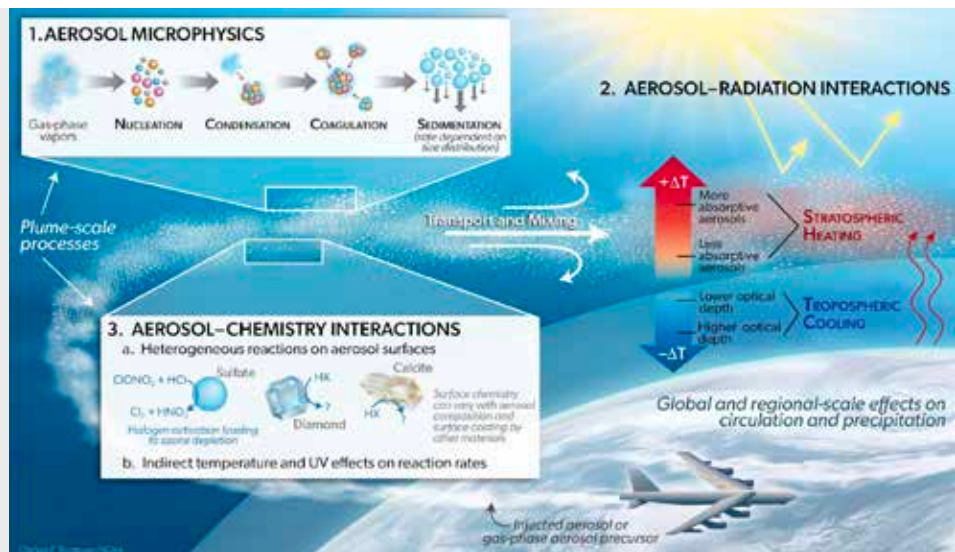 1. AEROSOL MICROPHYSICS
Gas-phase
vapors
NUCLEATION
CONDENSATION
COAGULATION
SEDIMENTATION
(rate dependent on
size distribution)
Plume-scale
processes
Transport and Mixing
2. AEROSOL–RADIATION INTERACTIONS
+ΔT
More
absorptive
aerosols
Less
absorptive
aerosols
STRATOSPHERIC
HEATING
Lower optical
depth
Higher optical
depth
TROPOSPHERIC
COOLING
−ΔT
3. AEROSOL–CHEMISTRY INTERACTIONS
a. Heterogeneous reactions on aerosol surfaces
Sulfate
ClONO₂ + HCl
Cl₂ + HNO₃
Halogen activation leading
to ozone depletion
HX
?
Diamond
Calcite
HX
Surface chemistry
can vary with aerosol
composition and
surface coating by
other materials
b. Indirect temperature and UV effects on reaction rates
Global and regional-scale effects on
circulation and precipitation
Injected aerosol or
gas-phase aerosol precursor